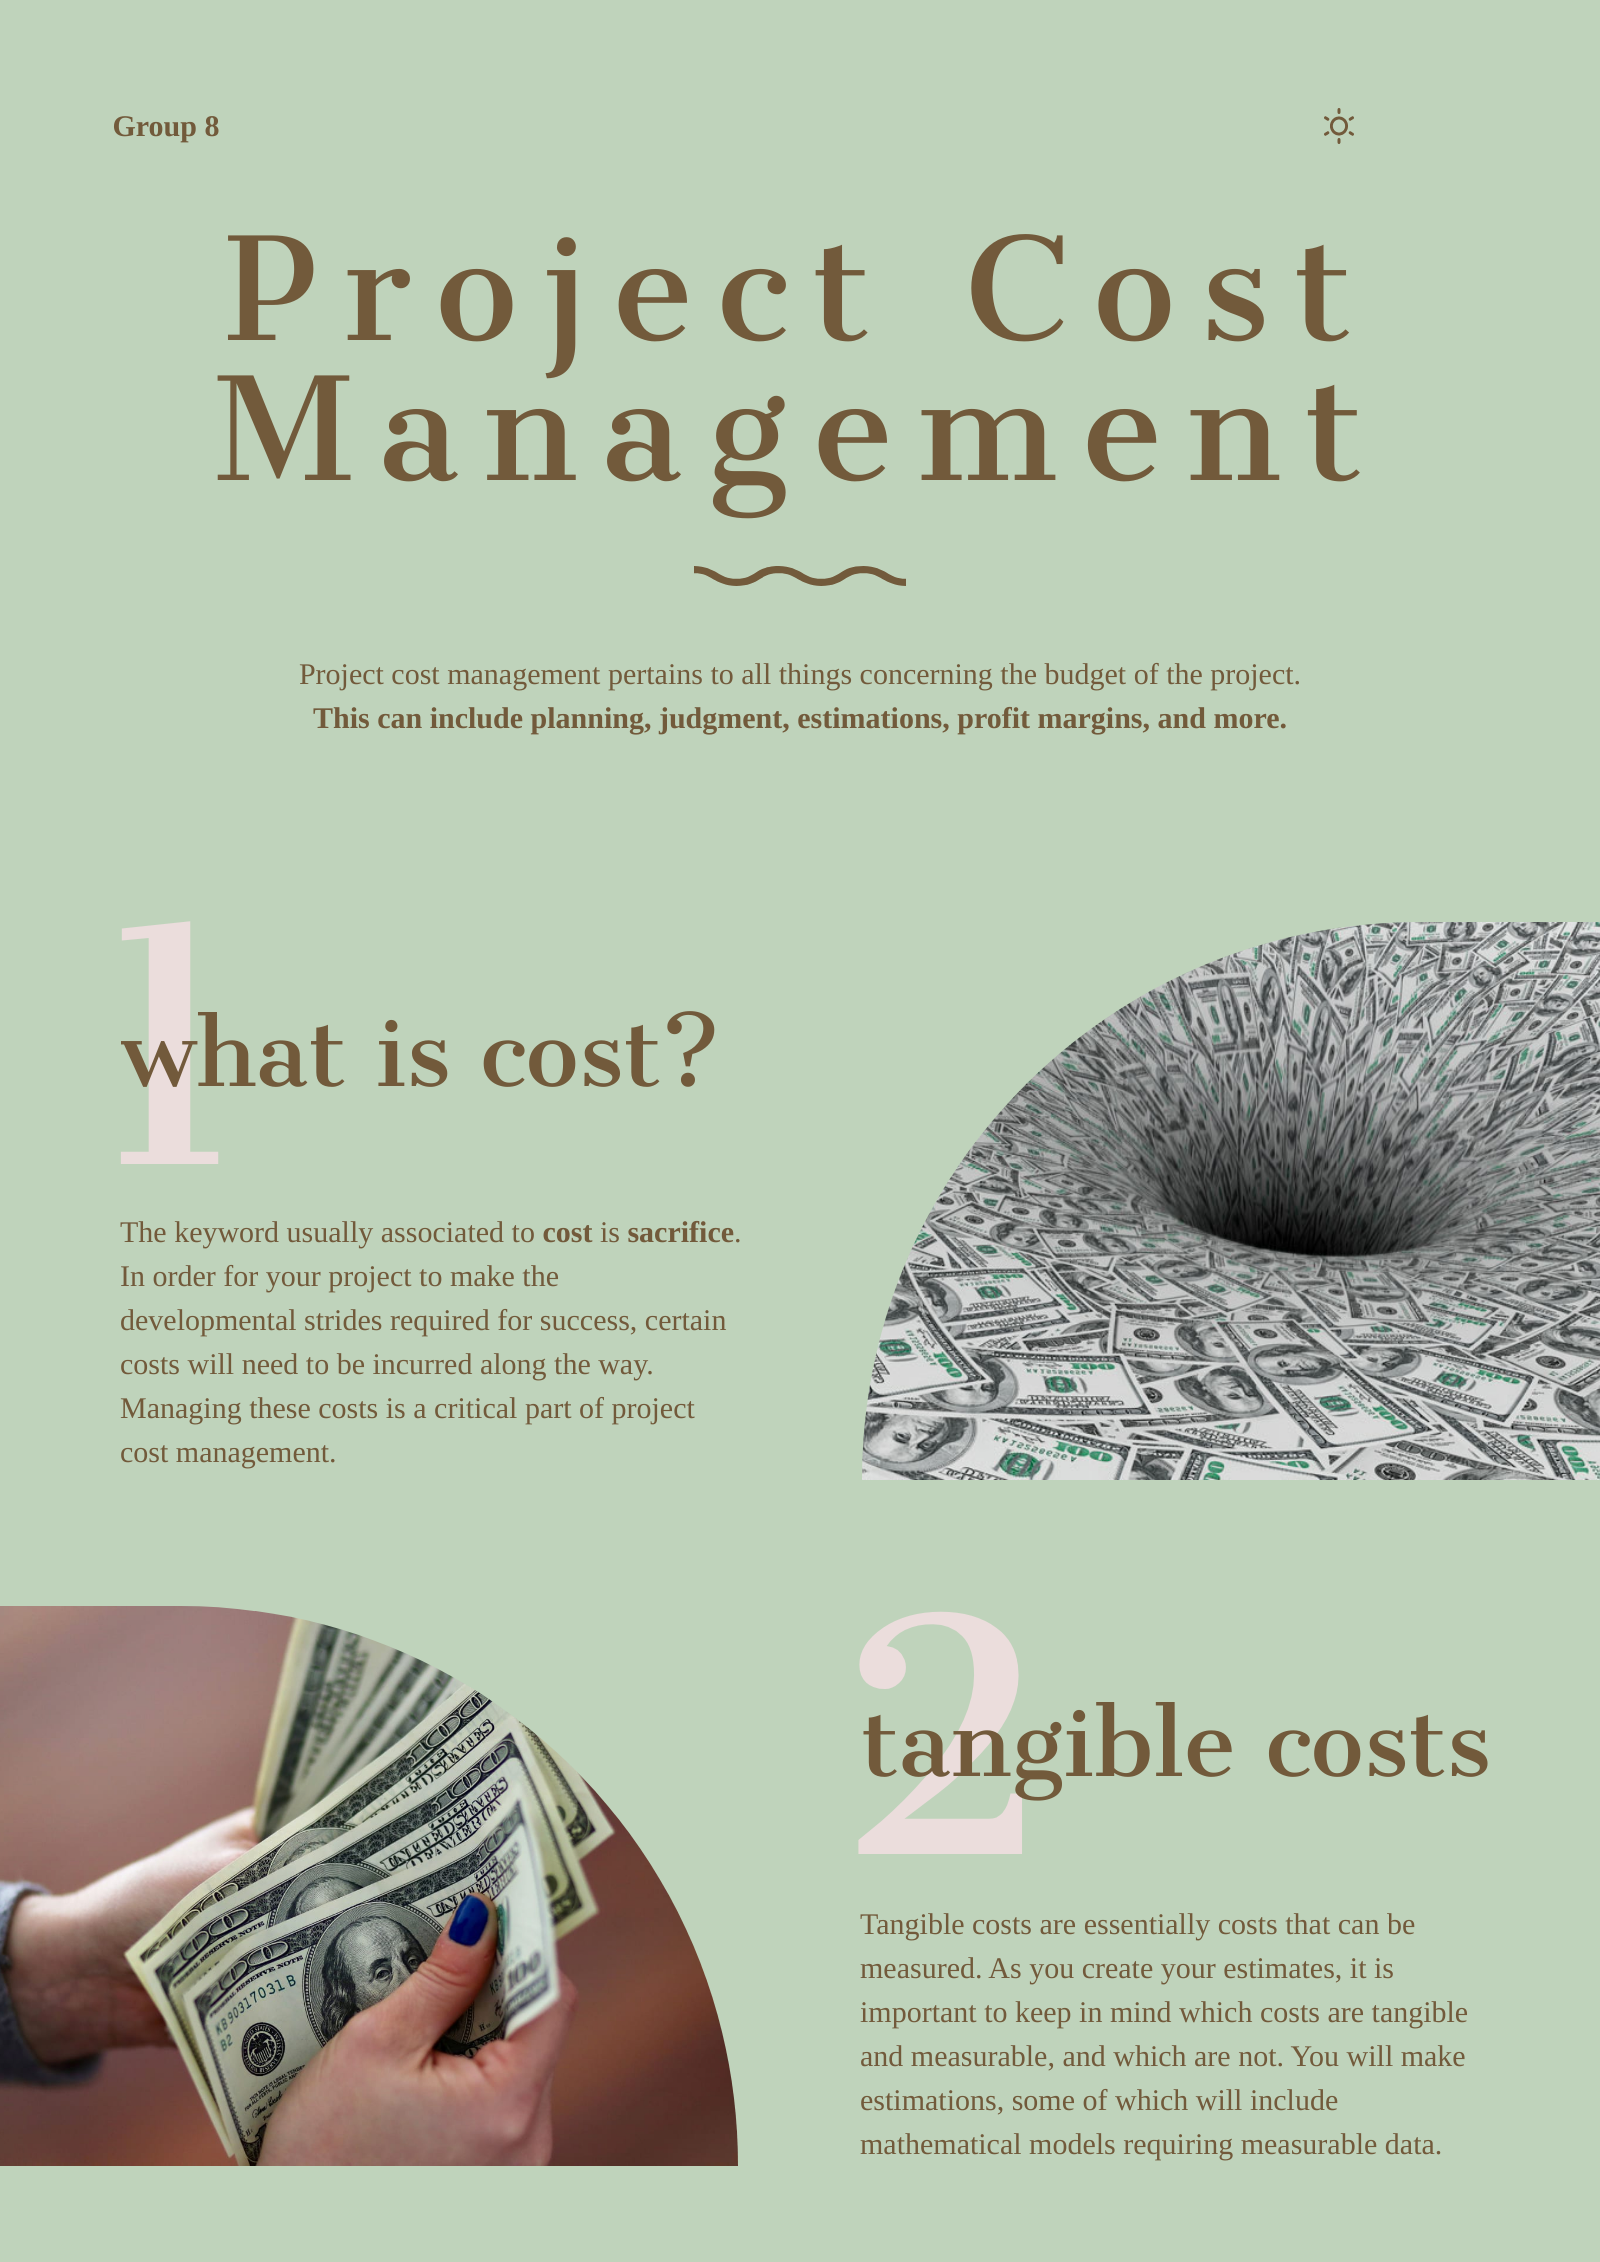 Group 8
Project Cost
Management
Project cost management pertains to all things concerning the budget of the project.
This can include planning, judgment, estimations, profit margins, and more.
1
what is cost?
The keyword usually associated to cost is sacrifice.
In order for your project to make the
developmental strides required for success, certain
costs will need to be incurred along the way.
Managing these costs is a critical part of project
cost management.
2
tangible costs
Tangible costs are essentially costs that can be
measured. As you create your estimates, it is
important to keep in mind which costs are tangible
and measurable, and which are not. You will make
estimations, some of which will include
mathematical models requiring measurable data.
FEDERAL RESERVE NOTE
KB90317031B
B2
100